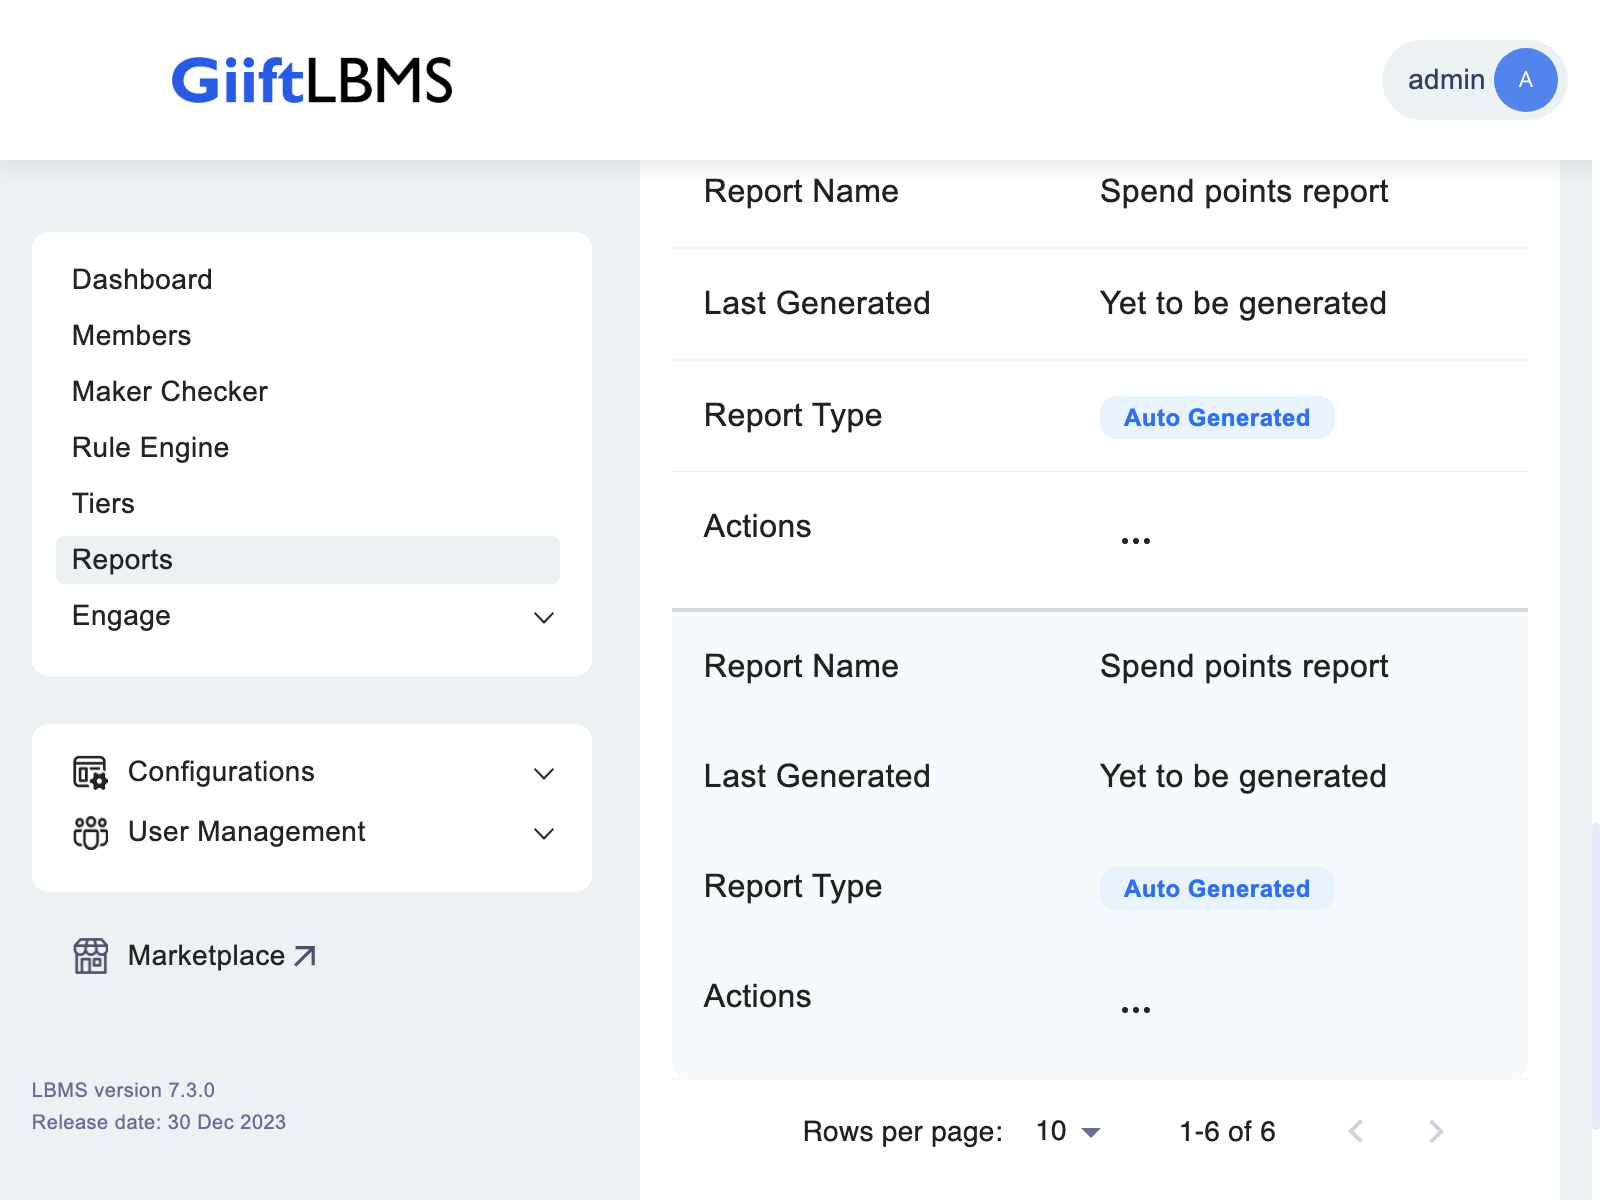 GiiftLBMS
admin
A
Dashboard
Members
Maker Checker
Rule Engine
Tiers
Reports
Engage
Configurations
User Management
Marketplace
LBMS version 7.3.0
Release date: 30 Dec 2023
Report Name Spend points report
Last Generated Yet to be generated
Report Type Auto Generated
Actions ...
Report Name Spend points report
Last Generated Yet to be generated
Report Type Auto Generated
Actions ...
Rows per page: 10 1-6 of 6